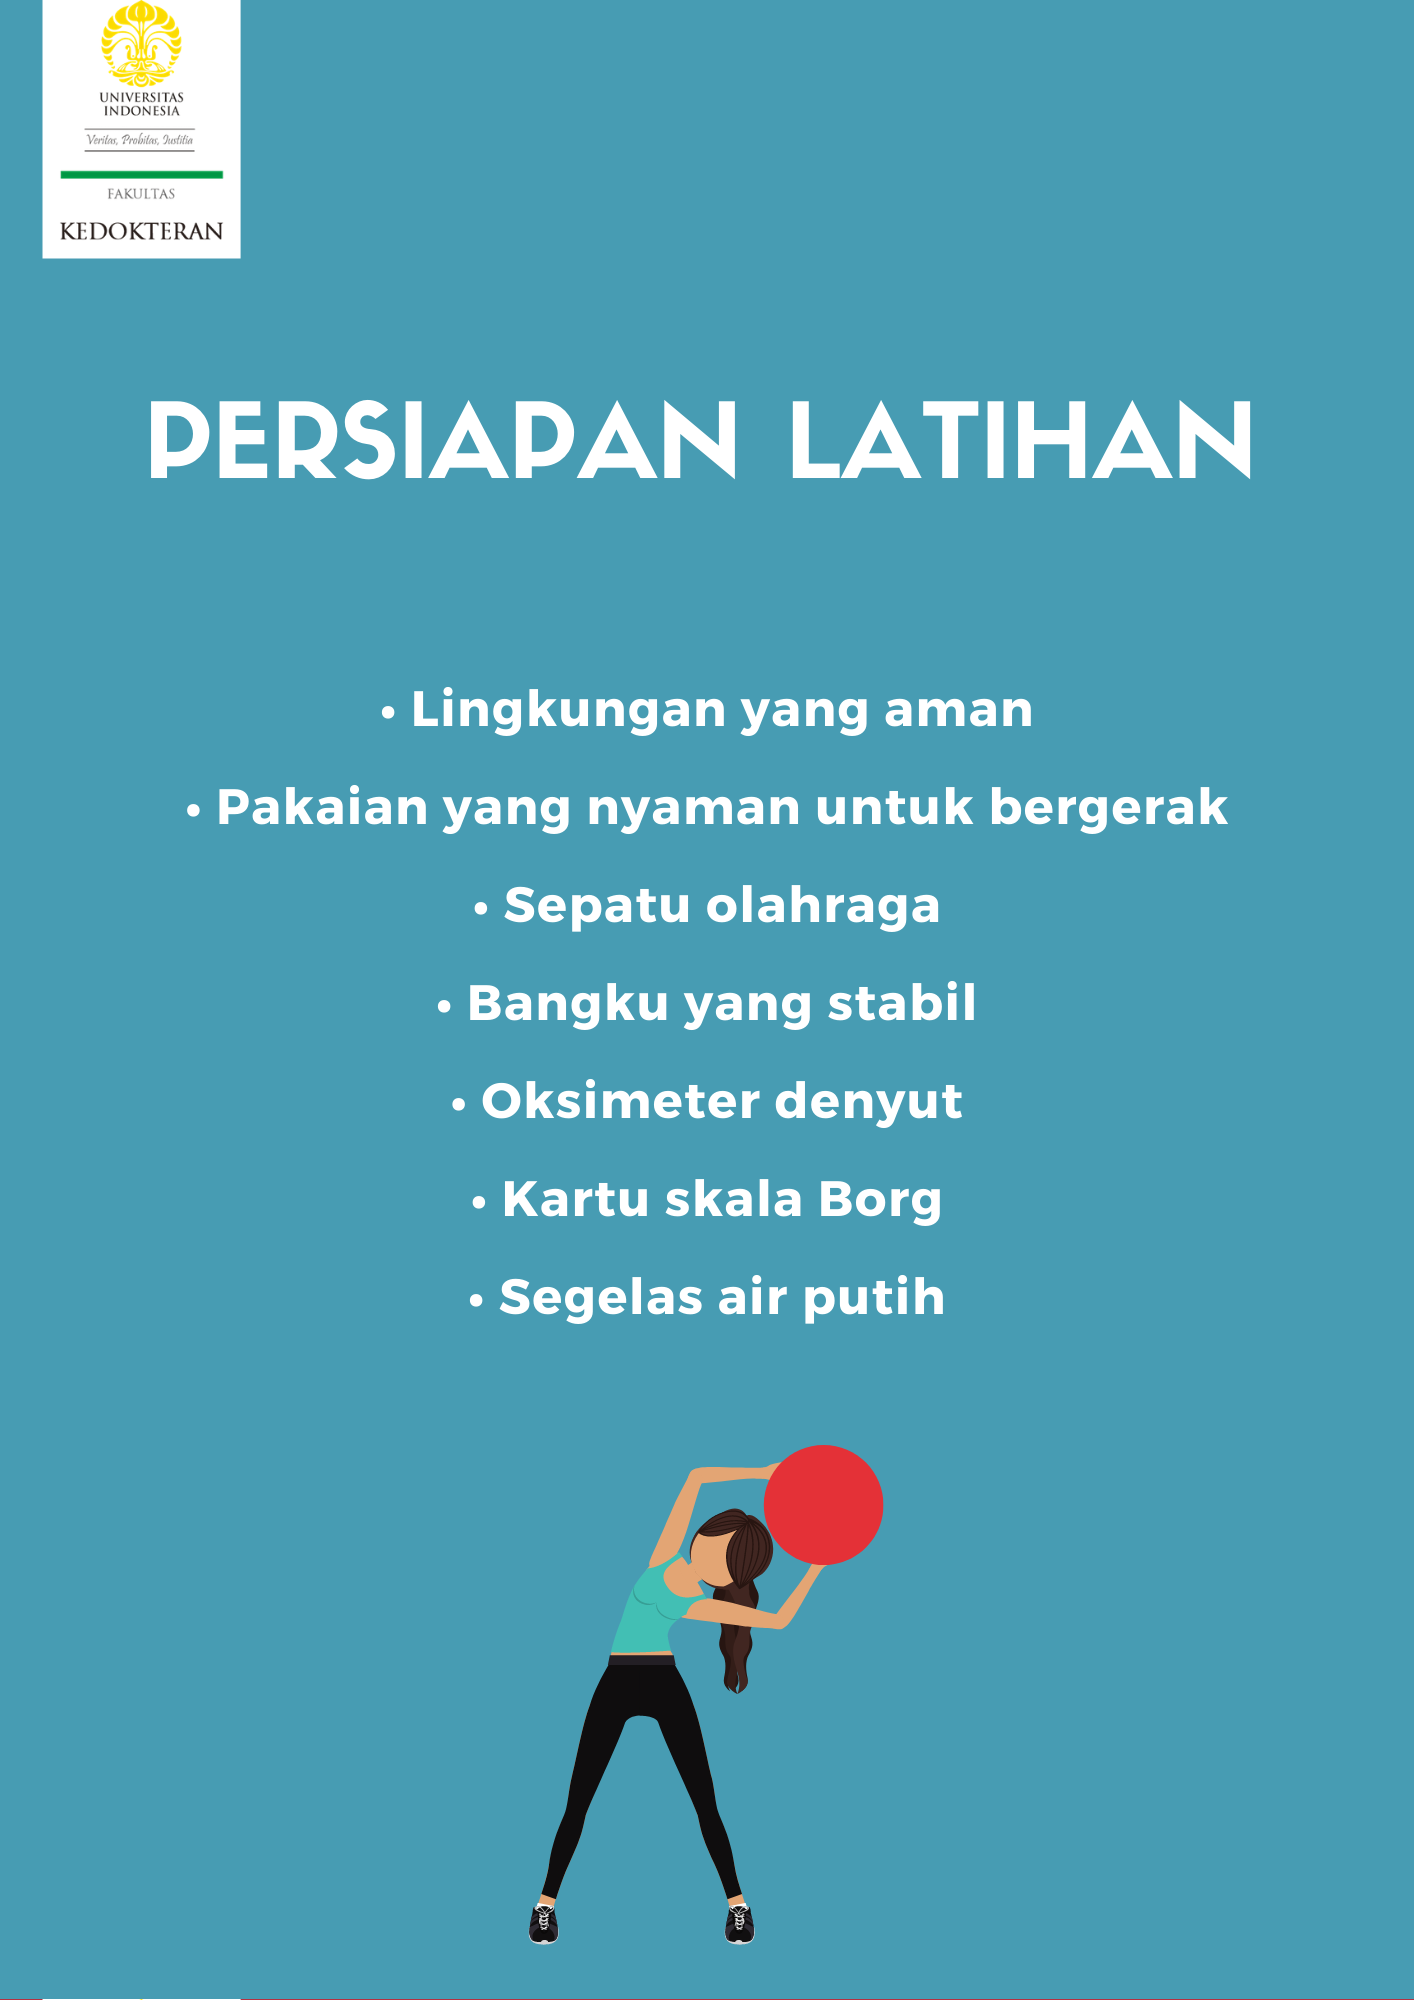 UNIVERSITAS
INDONESIA
Veritas, Probitas, Justitia
FAKULTAS
KEDOKTERAN
PERSIAPAN LATIHAN
• Lingkungan yang aman
• Pakaian yang nyaman untuk bergerak
• Sepatu olahraga
• Bangku yang stabil
• Oksimeter denyut
• Kartu skala Borg
• Segelas air putih